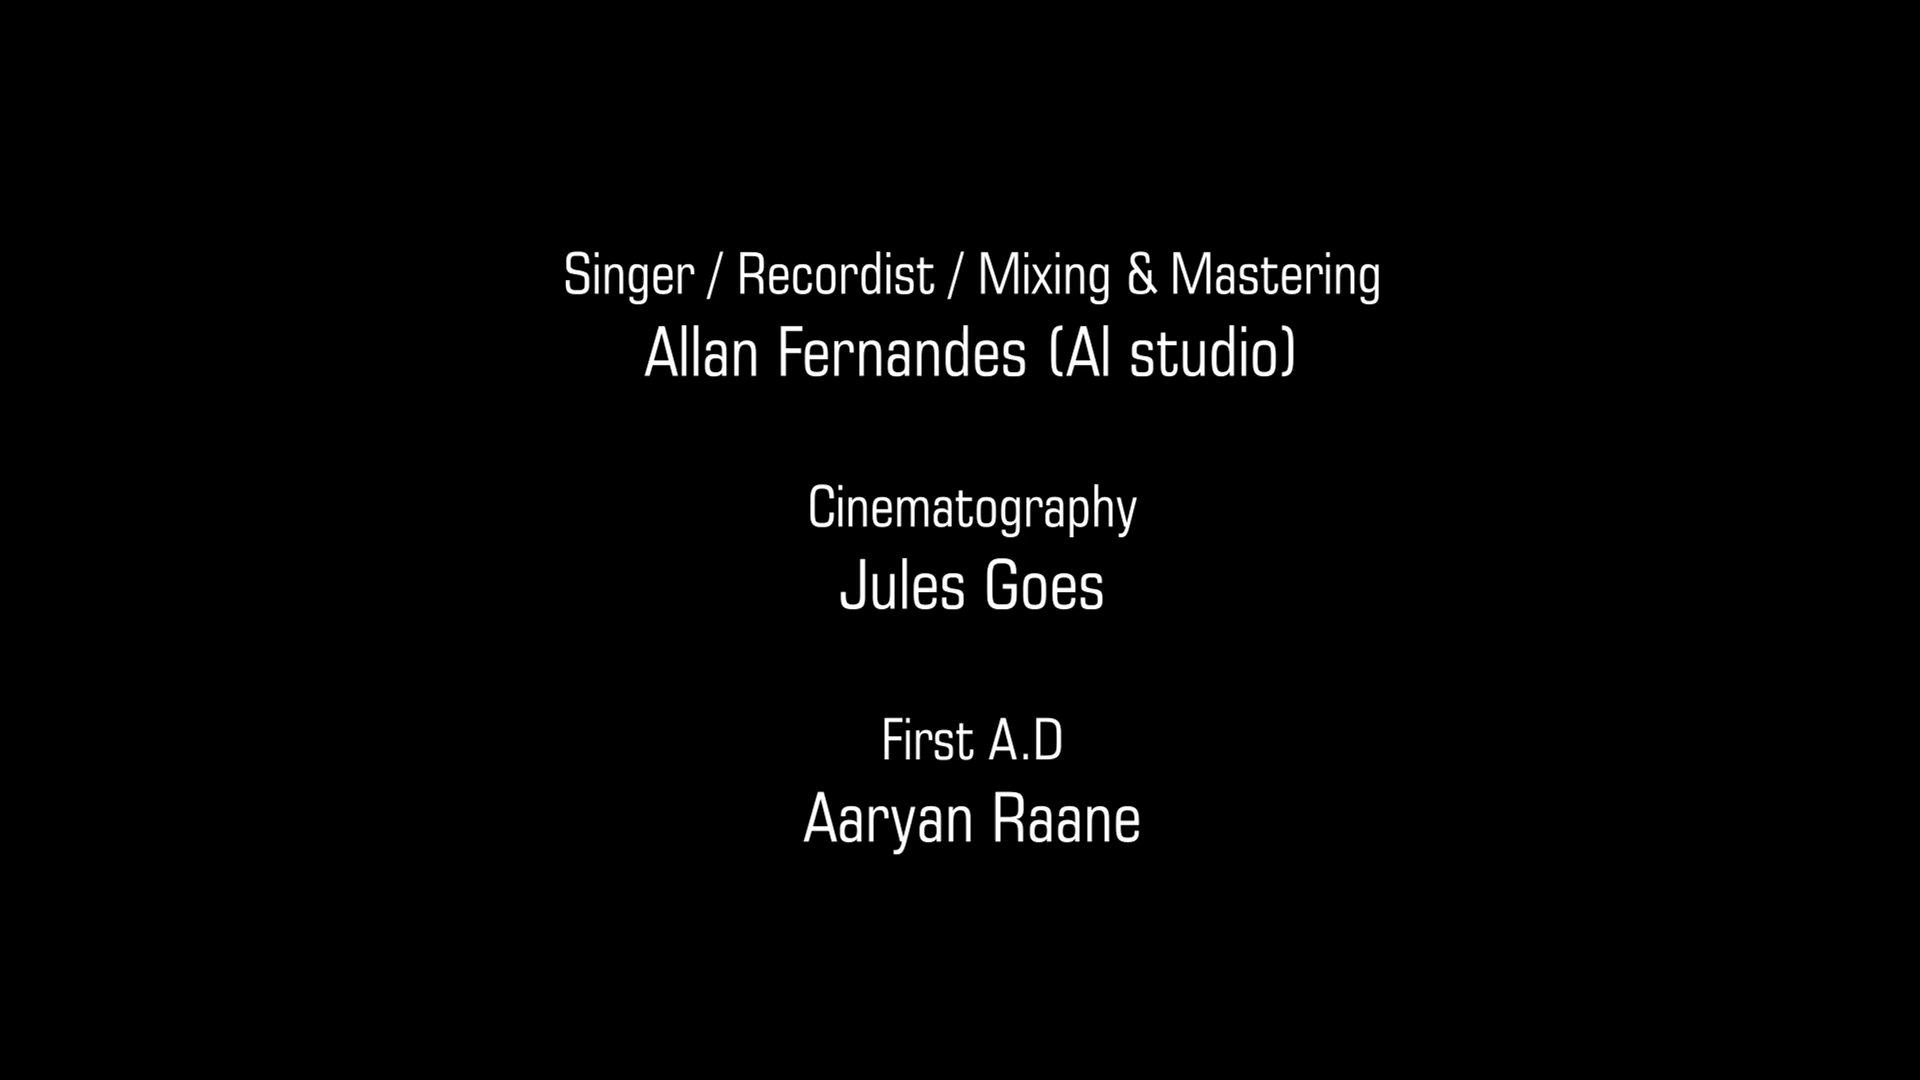 Singer / Recordist / Mixing & Mastering
Allan Fernandes (Al studio)
Cinematography
Jules Goes
First A.D
Aaryan Raane